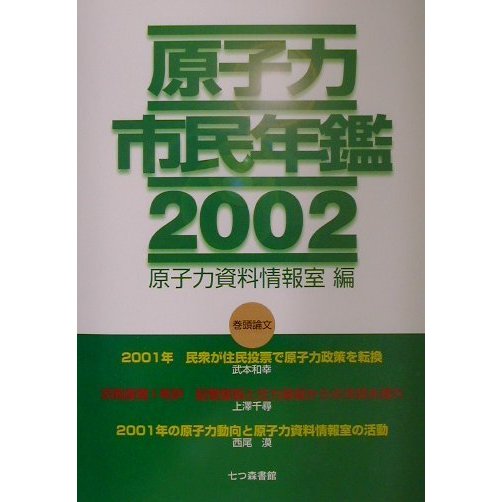 原子力
市民年鑑
2002
原子力資料情報室 編
巻頭論文
2001年 民衆が住民投票で原子力政策を転換
武本和幸
上澤千尋
2001年の原子力動向と原子力資料情報室の活動
西尾 漠
七つ森書館